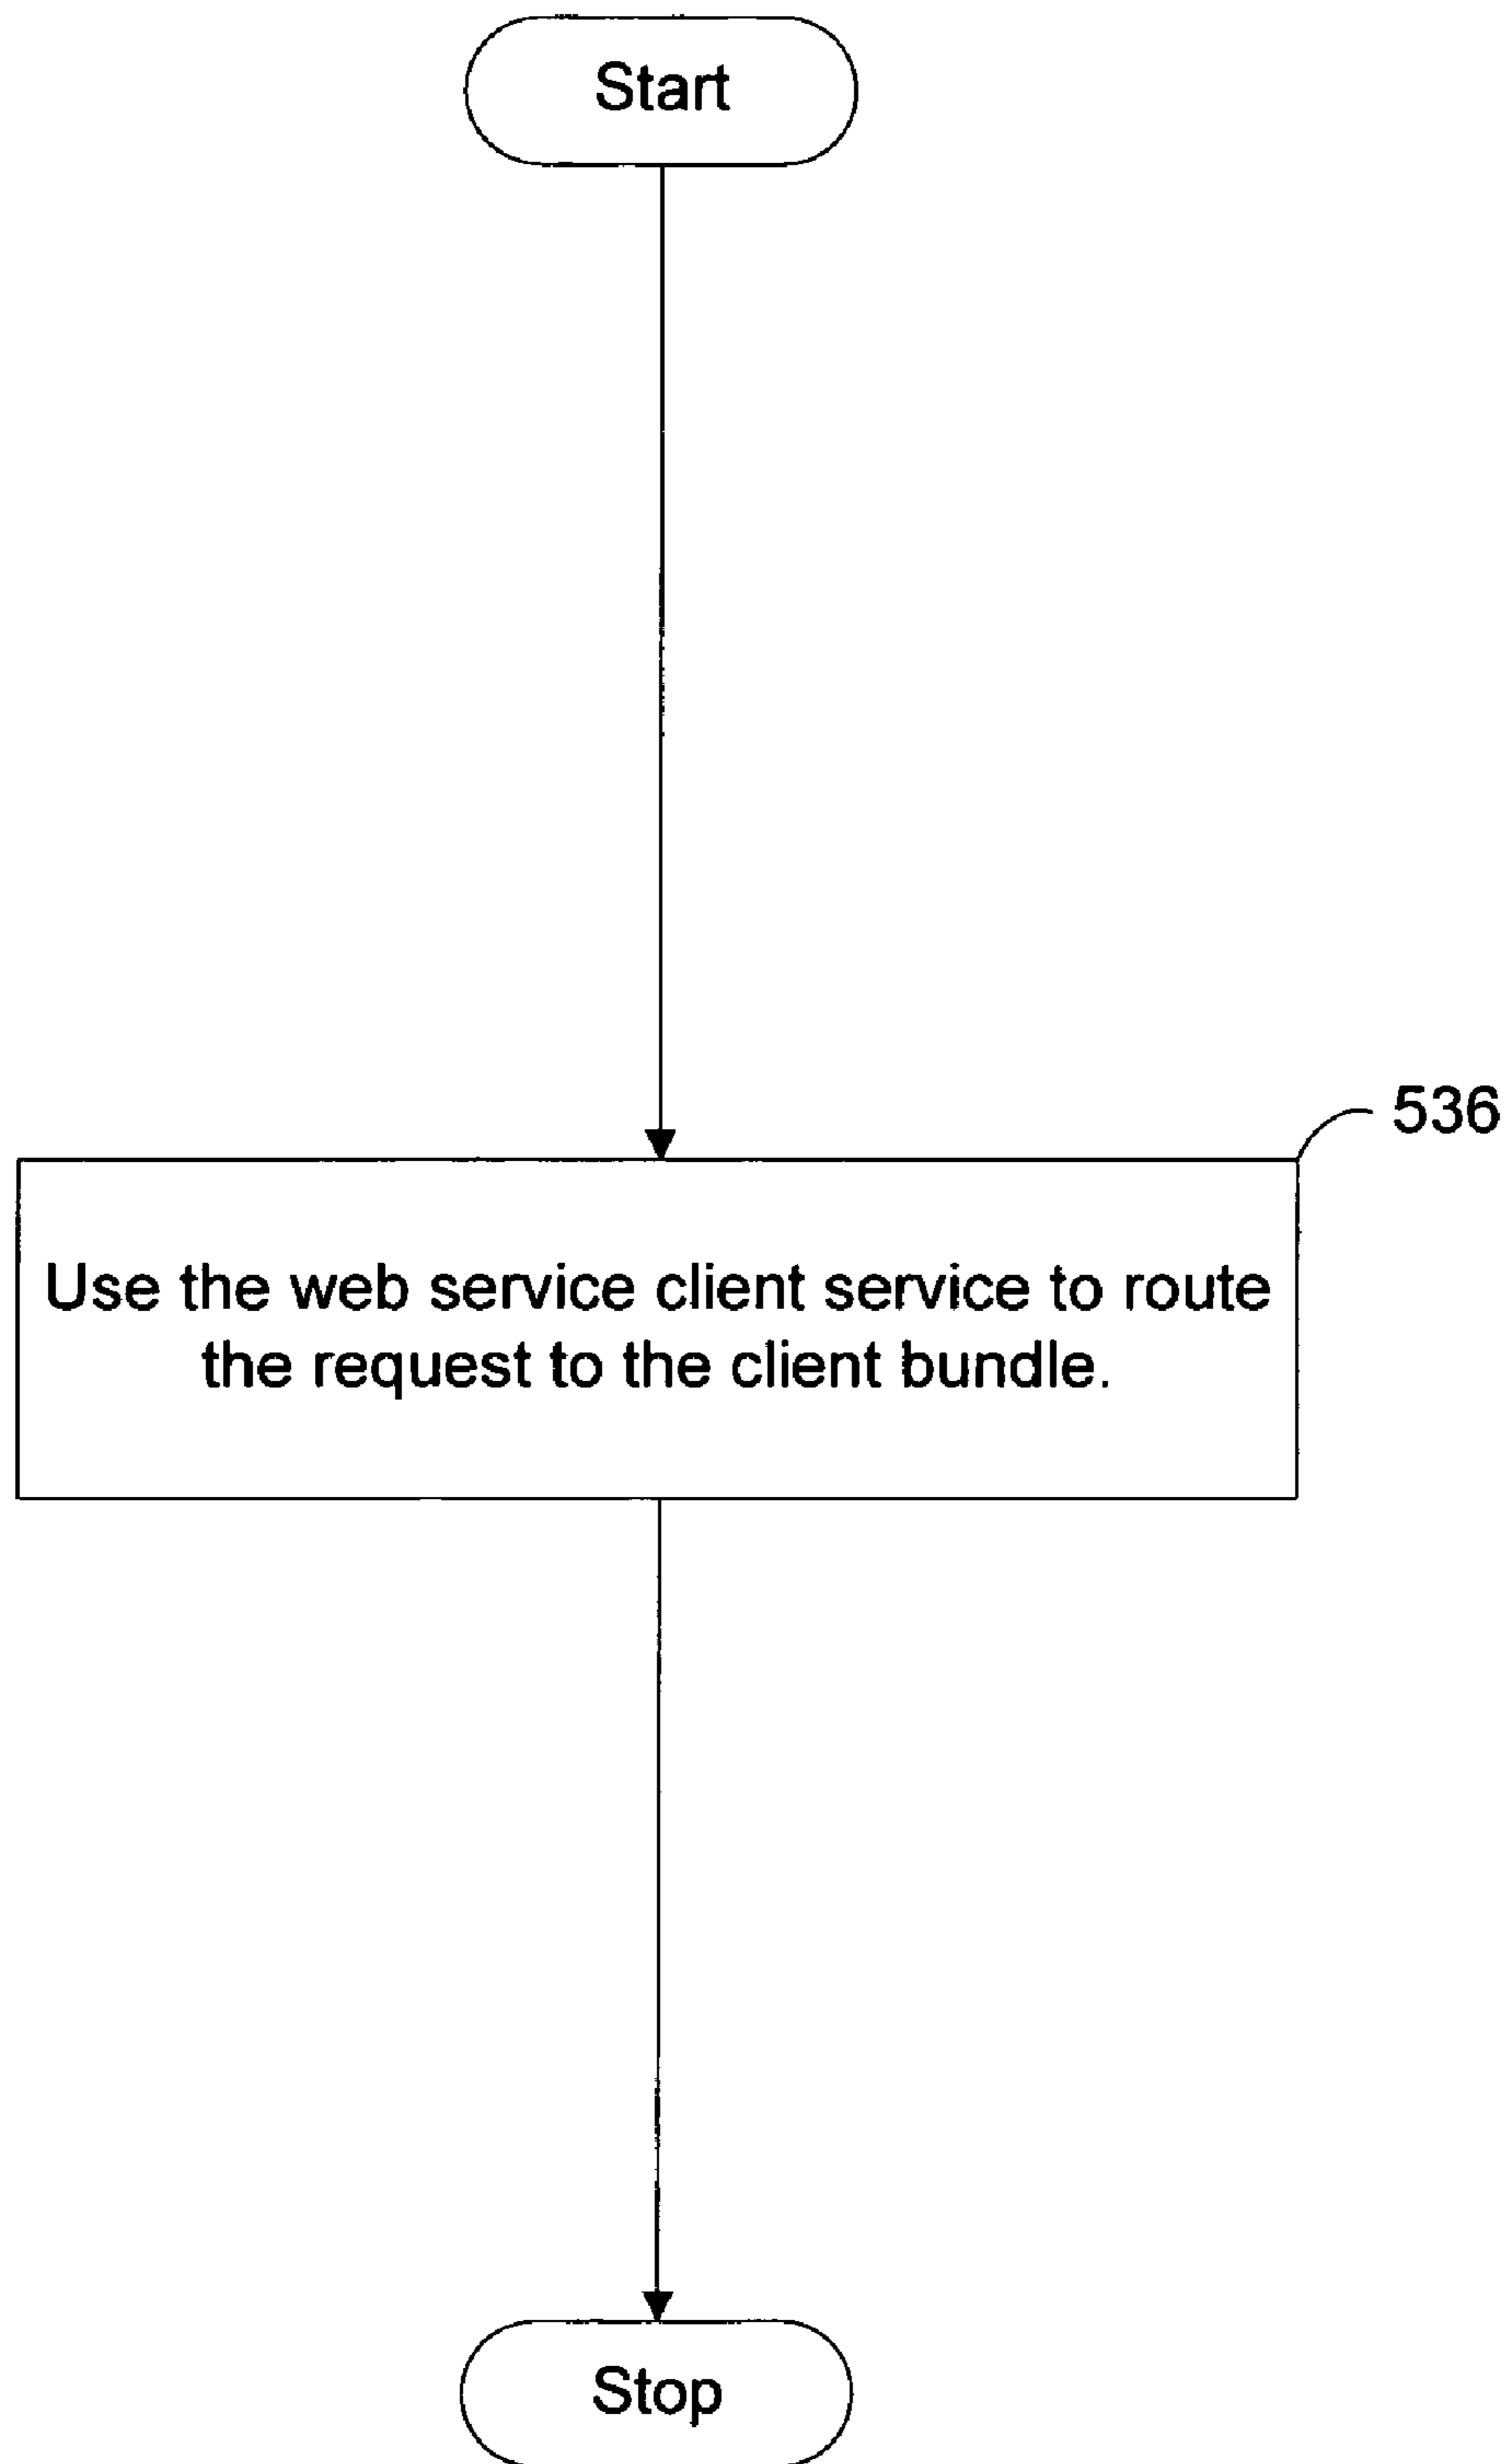 Start
536
Use the web service client service to route
the request to the client bundle.
Stop